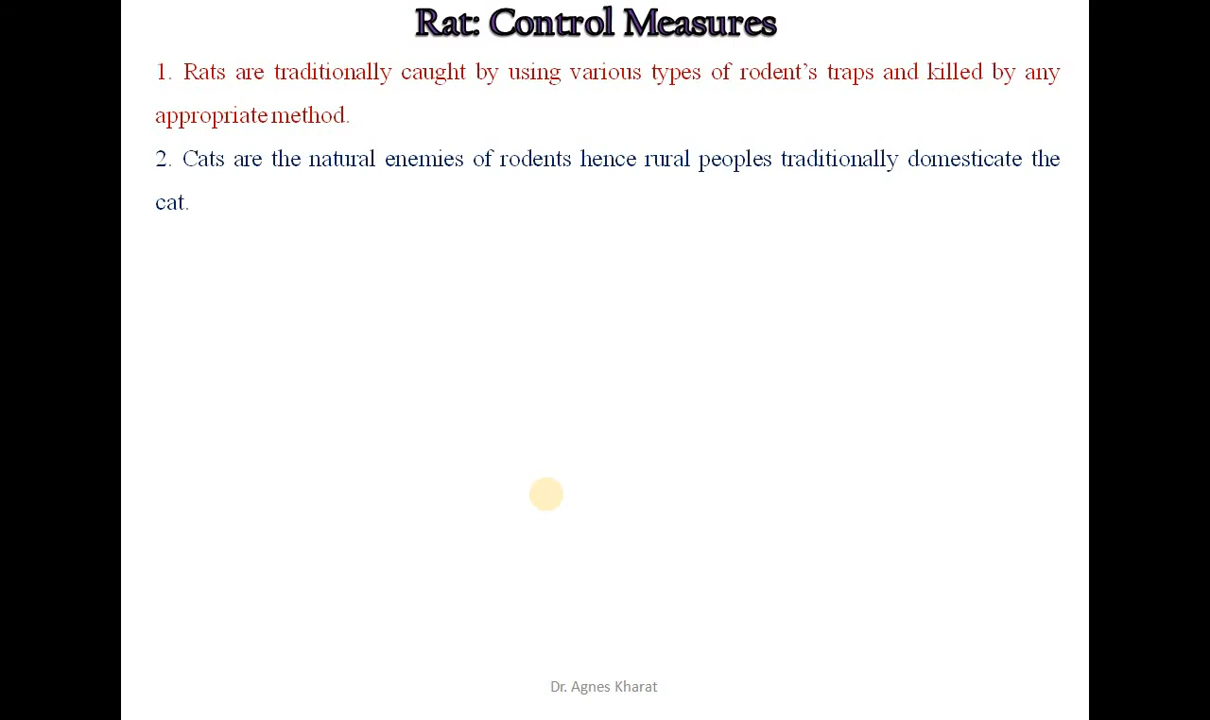 Rat: Control Measures
1. Rats are traditionally caught by using various types of rodent’s traps and killed by any
appropriate method.
2. Cats are the natural enemies of rodents hence rural peoples traditionally domesticate the
cat.
Dr. Agnes Kharat